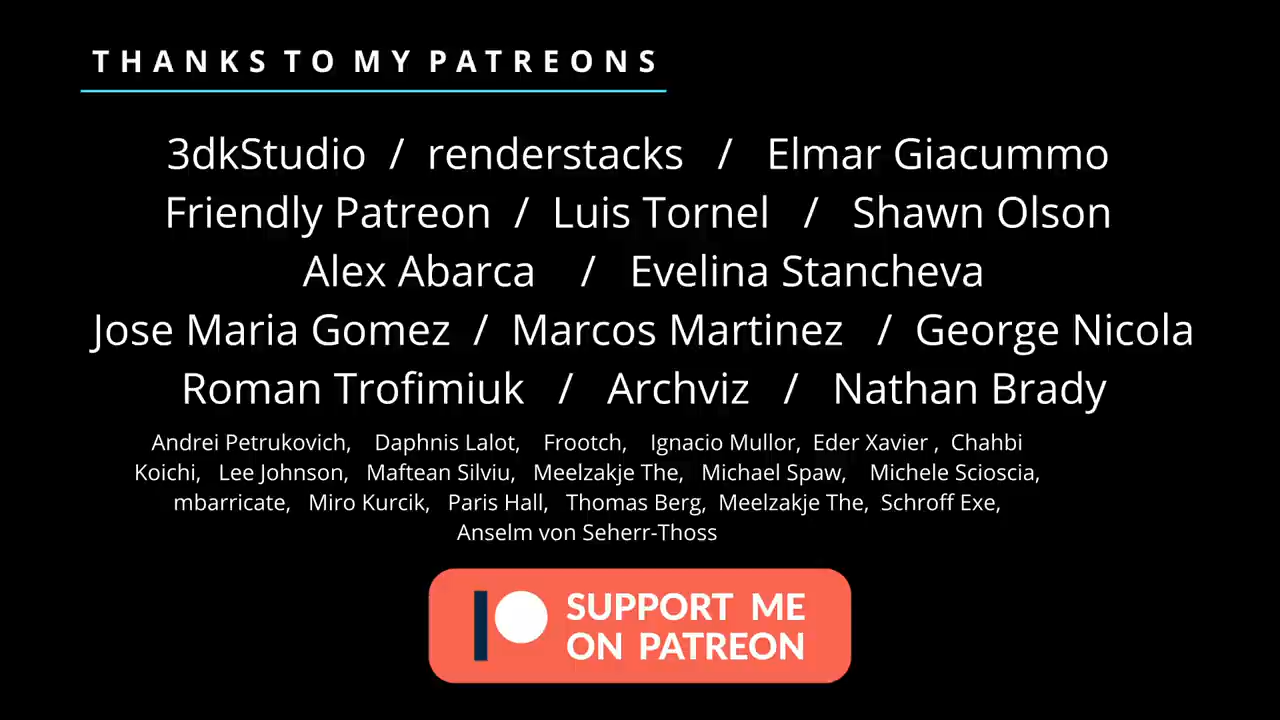 THANKS TO MY PATREONS
3dkStudio / renderstacks / Elmar Giacummo
Friendly Patreon / Luis Tornel / Shawn Olson
Alex Abarca / Evelina Stancheva
Jose Maria Gomez / Marcos Martinez / George Nicola
Roman Trofimiuk / Archviz / Nathan Brady
Andrei Petrukovich, Daphnis Lalot, Frootch, Ignacio Mullor, Eder Xavier , Chahbi
Koichi, Lee Johnson, Maftean Silviu, Meelzakje The, Michael Spaw, Michele Scioscia,
mbarricate, Miro Kurcik, Paris Hall, Thomas Berg, Meelzakje The, Schroff Exe,
Anselm von Seherr-Thoss
SUPPORT ME
ON PATREON